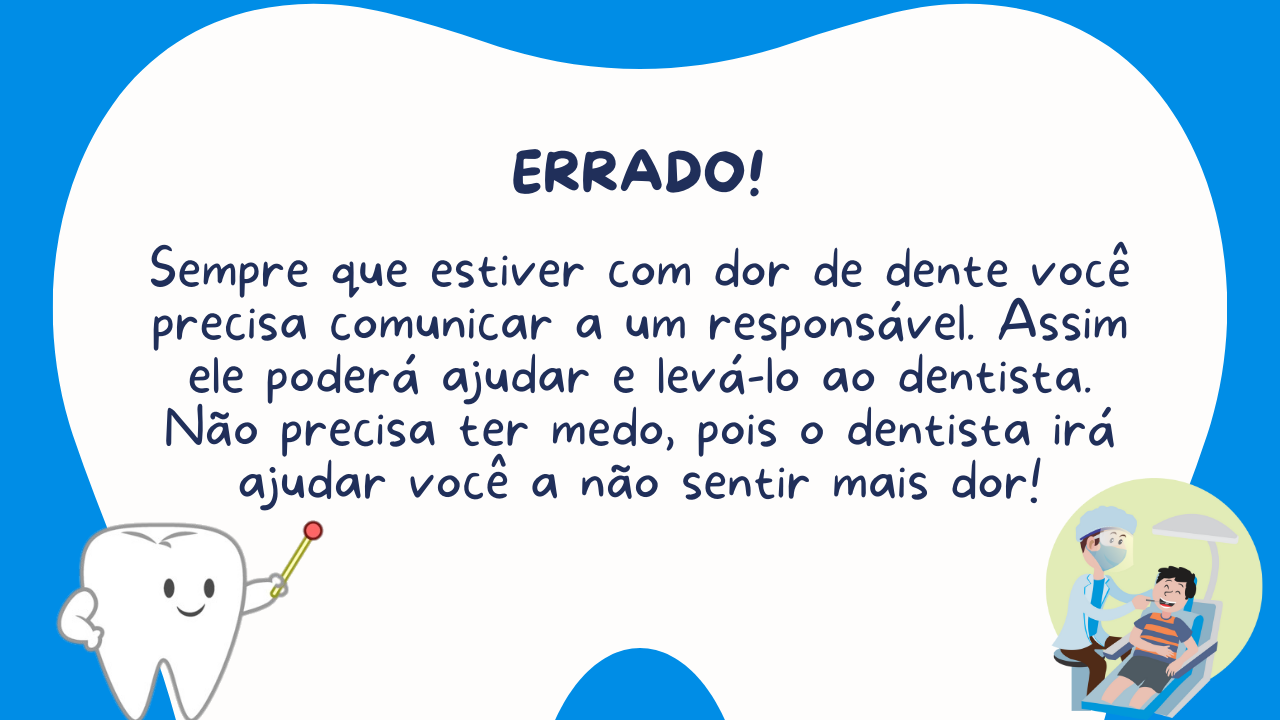 ERRADO!
Sempre que estiver com dor de dente você
precisa comunicar a um responsável. Assim
ele poderá ajudar e levá-lo ao dentista.
Não precisa ter medo, pois o dentista irá
ajudar você a não sentir mais dor!